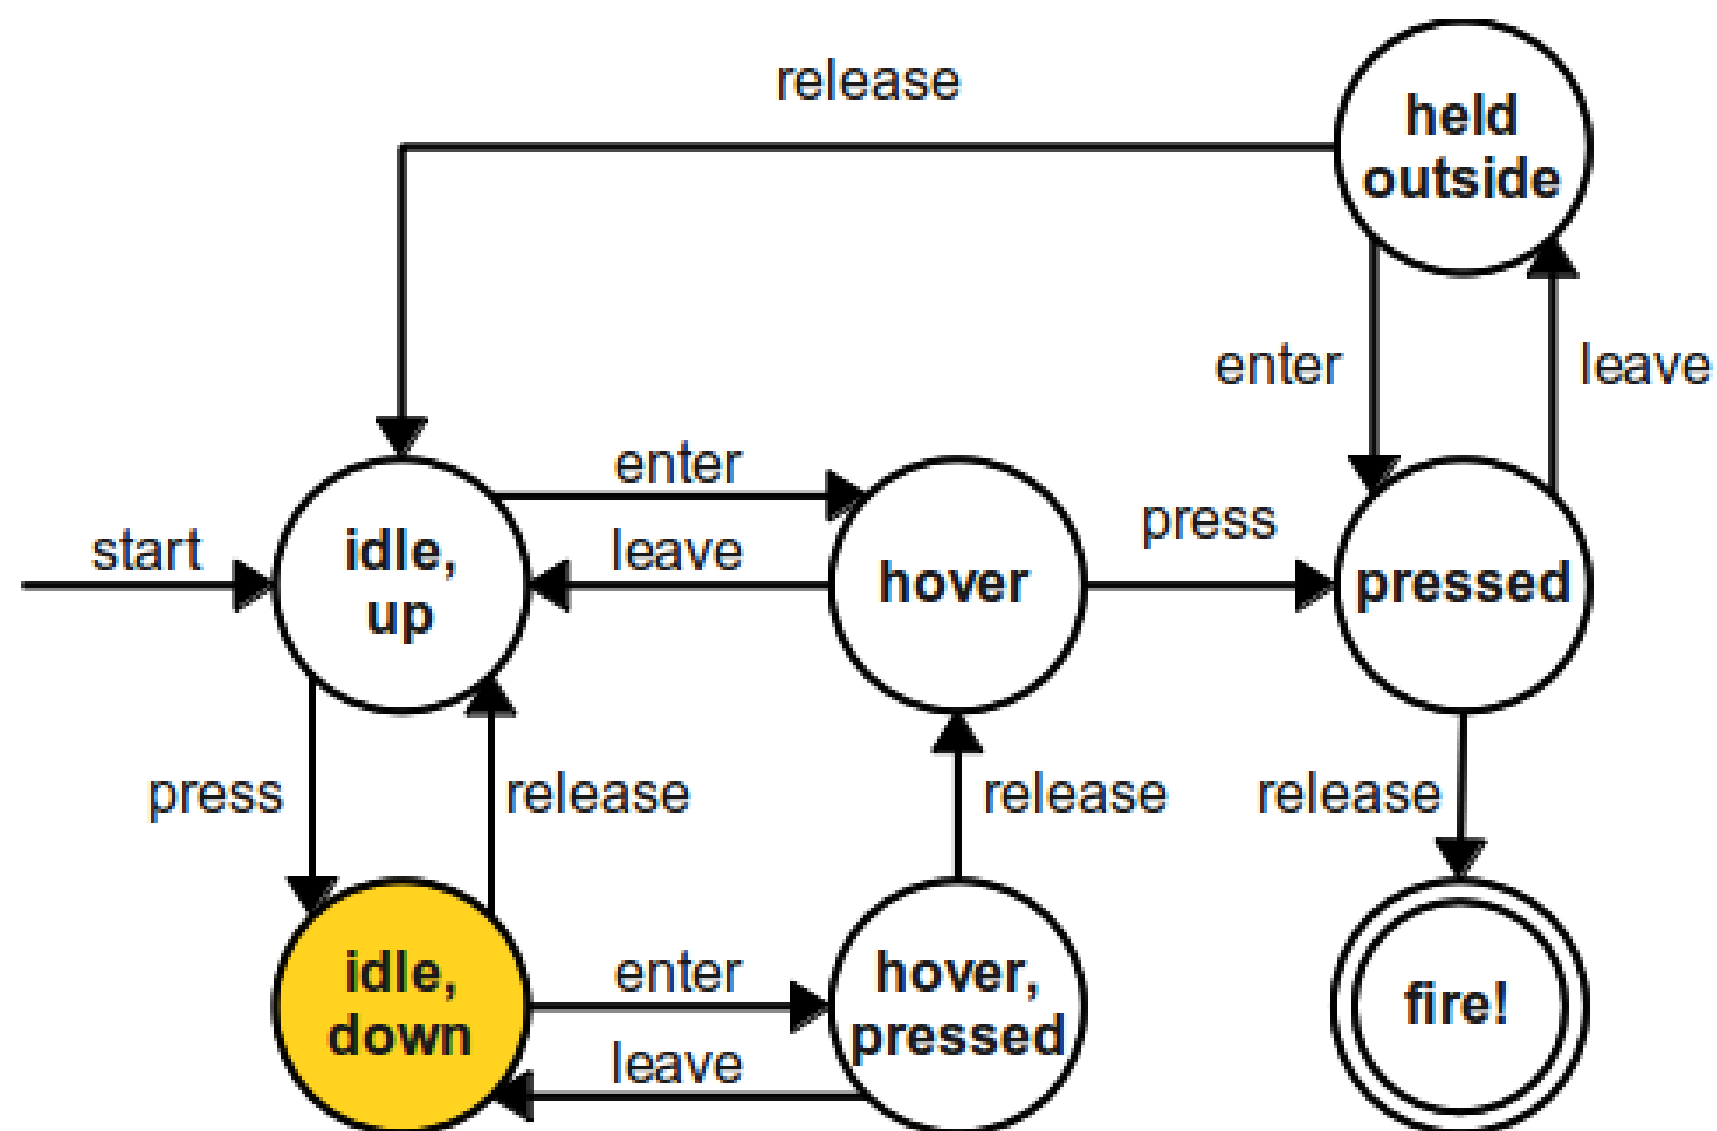 release
held
outside
enter
leave
enter
press
start
idle,
up
leave
hover
pressed
press
release
release
release
idle,
down
enter
leave
hover,
pressed
fire!